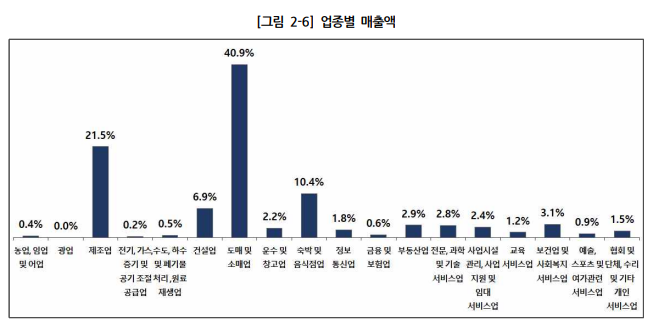 [그림 2-6] 업종별 매출액
0.4%
0.0%
21.5%
0.2%
0.5%
6.9%
40.9%
2.2%
10.4%
1.8%
0.6%
2.9%
2.8%
2.4%
1.2%
3.1%
0.9%
1.5%
농업, 임업
및 어업
광업
제조업
전기, 가스,
증기 및
공기 조절
공급업
수도, 하수
및 폐기물
처리, 원료
재생업
건설업
도매 및
소매업
운수 및
창고업
숙박 및
음식점업
정보
통신업
금융 및
보험업
부동산업
전문, 과학
및 기술
서비스업
사업시설
관리, 사업
지원 및
임대
서비스업
교육
서비스업
보건업 및
사회복지
서비스업
예술,
스포츠 및
여가관련
서비스업
협회 및
단체, 수리
및 기타
개인
서비스업